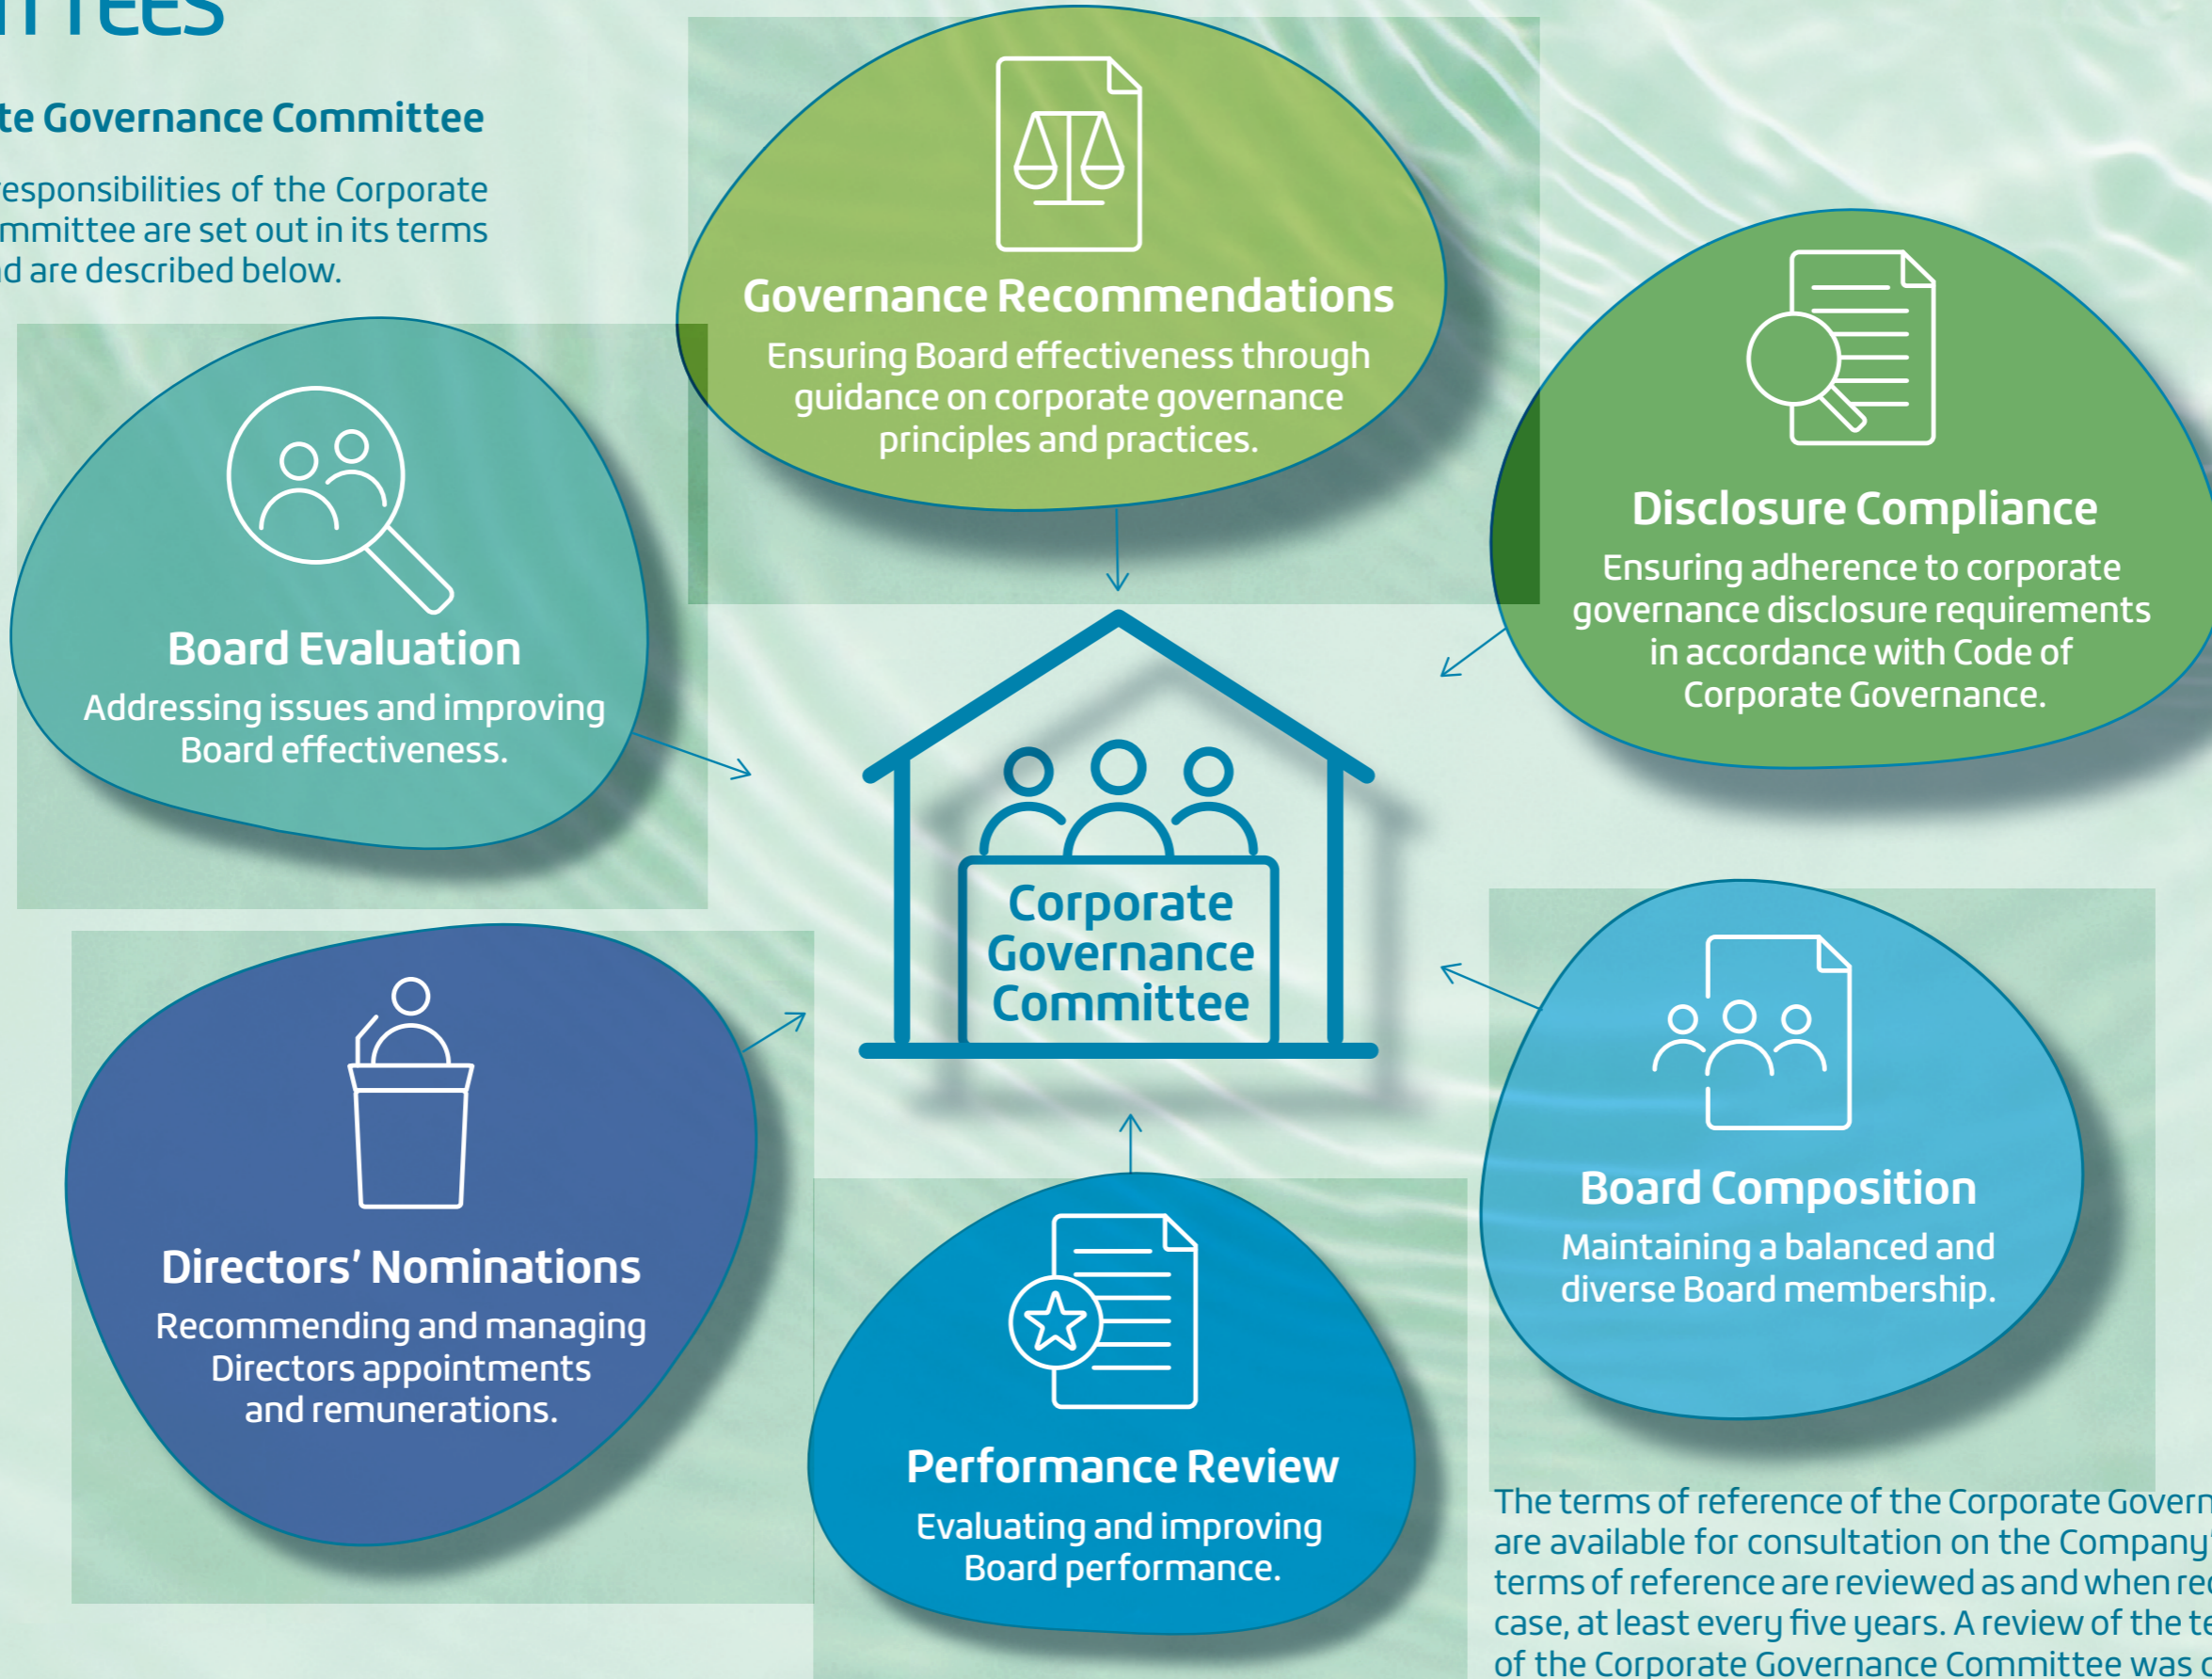 ITTEES
te Governance Committee
responsibilities of the Corporate
mmittee are set out in its terms
nd are described below.
Governance Recommendations
Ensuring Board effectiveness through
guidance on corporate governance
principles and practices.
Disclosure Compliance
Ensuring adherence to corporate
governance disclosure requirements
in accordance with Code of
Corporate Governance.
Board Evaluation
Addressing issues and improving
Board effectiveness.
Corporate
Governance
Committee
Directors’ Nominations
Recommending and managing
Directors appointments
and remunerations.
Performance Review
Evaluating and improving
Board performance.
Board Composition
Maintaining a balanced and
diverse Board membership.
The terms of reference of the Corporate Govern
are available for consultation on the Company’
terms of reference are reviewed as and when re
case, at least every five years. A review of the te
of the Corporate Governance Committee was